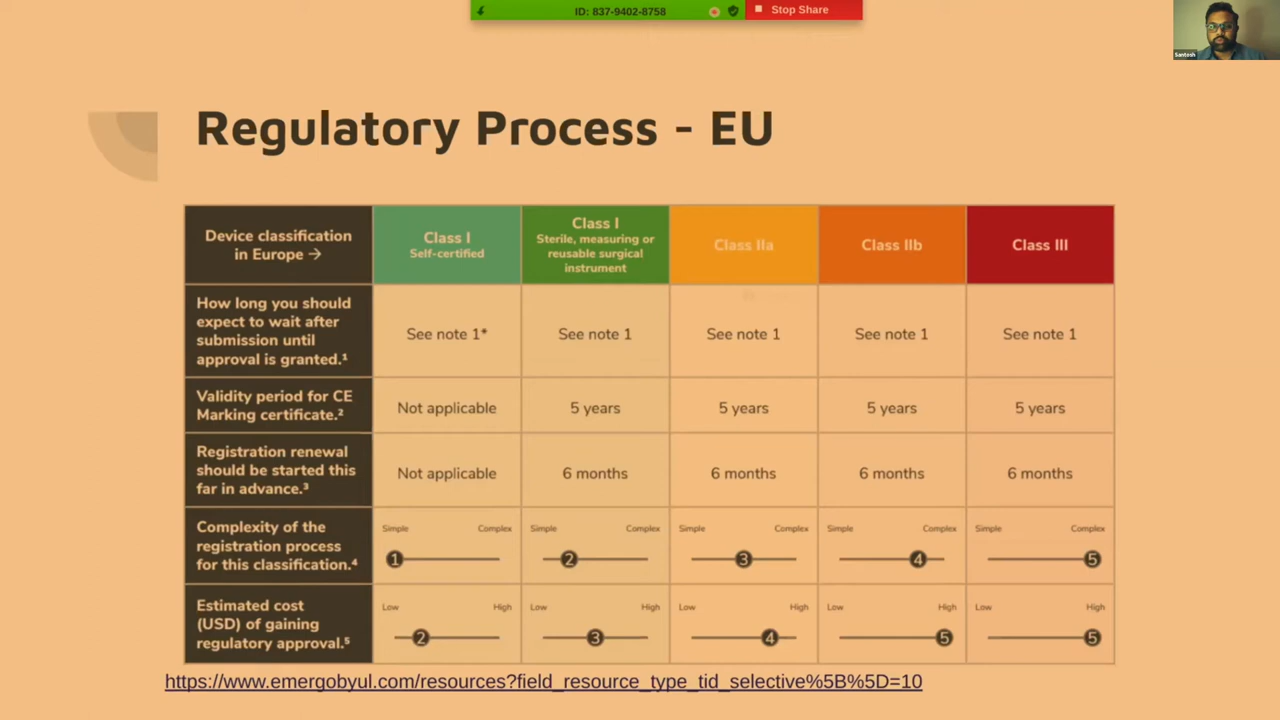 ID: 837-9402-8758
Stop Share
Santosh
Regulatory Process - EU
Device classification
in Europe →
Class I
Self-certified
Class I
Sterile, measuring or
reusable surgical
instrument
Class IIa
Class IIb
Class III
How long you should
expect to wait after
submission until
approval is granted.¹
See note 1*
See note 1
See note 1
See note 1
See note 1
Validity period for CE
Marking certificate.²
Not applicable
5 years
5 years
5 years
5 years
Registration renewal
should be started this
far in advance.³
Not applicable
6 months
6 months
6 months
6 months
Complexity of the
registration process
for this classification.⁴
Simple Complex
1
Simple Complex
2
Simple Complex
3
Simple Complex
4
Simple Complex
5
Estimated cost
(USD) of gaining
regulatory approval.⁵
Low High
2
Low High
3
Low High
4
Low High
5
Low High
5
https://www.emergobyul.com/resources?field_resource_type_tid_selective%5B%5D=10